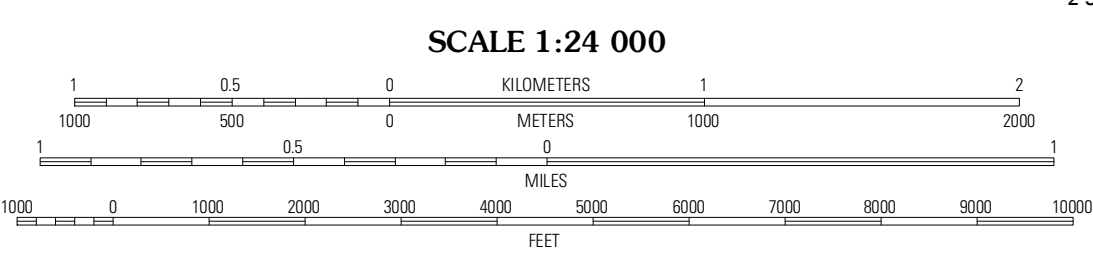 SCALE 1:24 000
1 0.5 0 KILOMETERS 1 2
1000 500 0 METERS 1000 2000
1 0.5 0 1
MILES
1000 0 1000 2000 3000 4000 5000 6000 7000 8000 9000 10000
FEET